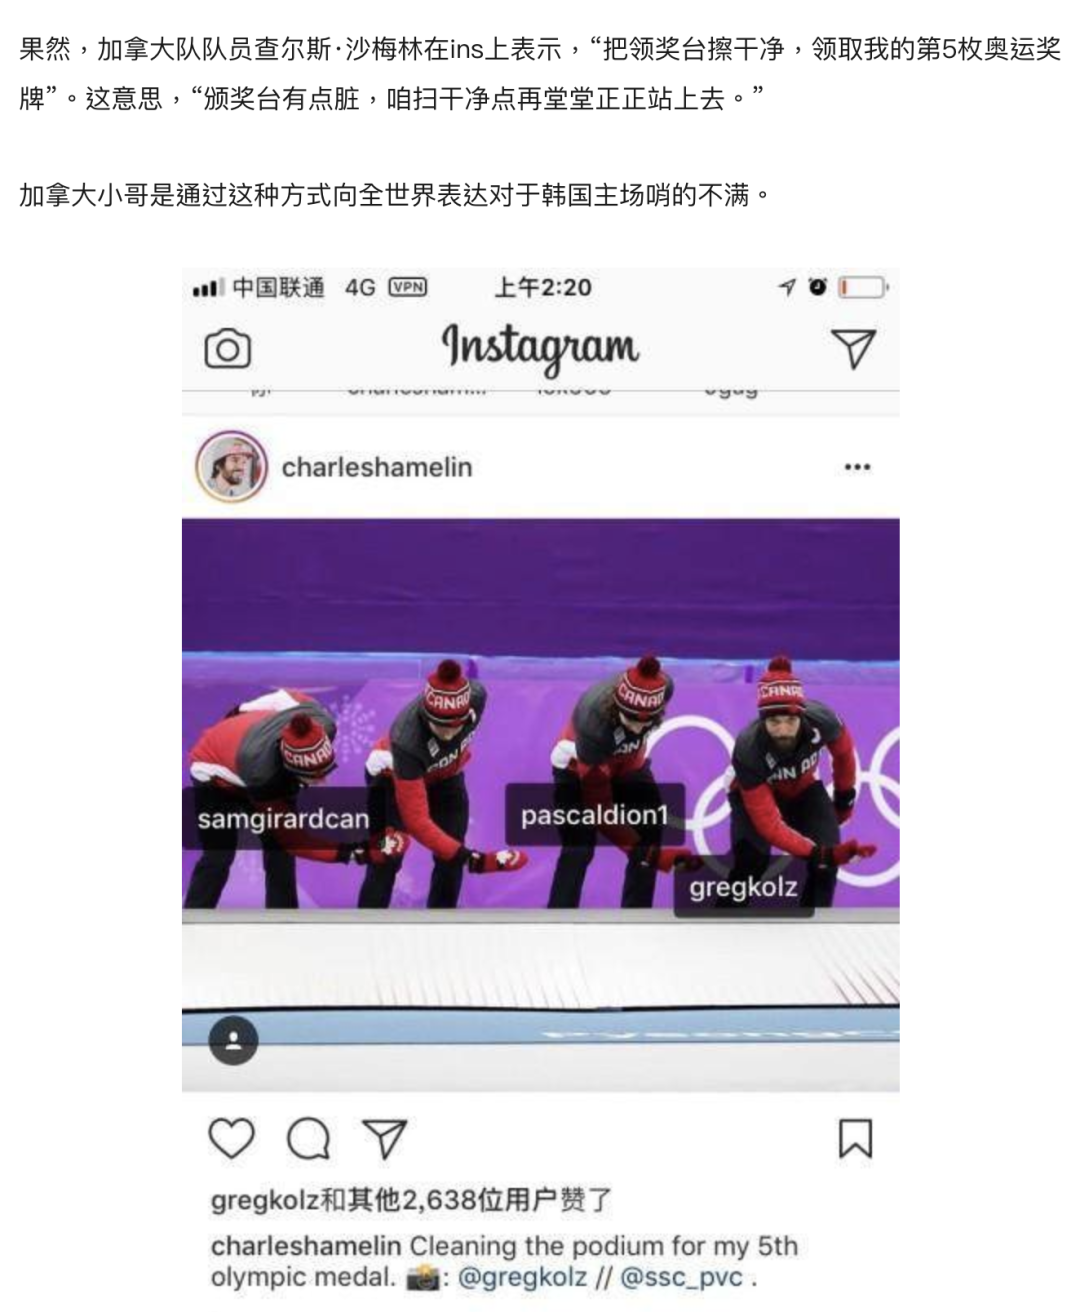 果然，加拿大队队员查尔斯·沙梅林在ins上表示，“把领奖台擦干净，领取我的第5枚奥运奖
牌”。这意思，“颁奖台有点脏，咱扫干净点再堂堂正正站上去。”
加拿大小哥是通过这种方式向全世界表达对于韩国主场哨的不满。
中国联通 4G VPN 上午2:20
Instagram
charleshamelin
CANAD
CANAD
CANAD
CANAD
samgirardcan
pascaldion1
gregkolz
gregkolz和其他2,638位用户赞了
charleshamelin Cleaning the podium for my 5th
olympic medal. 📸: @gregkolz // @ssc_pvc .